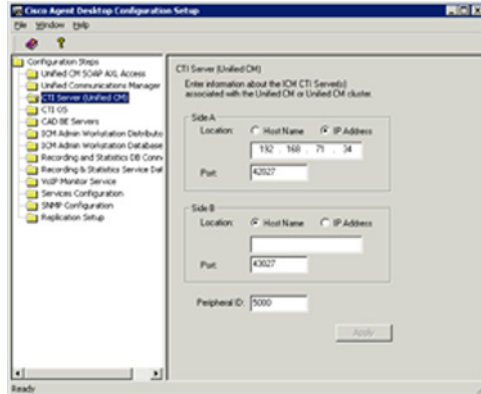 Cisco Agent Desktop Configuration Setup
File Window Help
Configuration Steps
Unified CM SOAP AXL Access
Unified Communications Manager
CTI Server (Unified CM)
CTI OS
CAD BE Servers
ICM Admin Workstation Distributo
ICM Admin Workstation Database
Recording and Statistics DB Conn
Recording & Statistics Service Dat
VoIP Monitor Service
Services Configuration
SNMP Configuration
Replication Setup
CTI Server (Unified CM)
Enter information about the ICM CTI Server(s)
associated with the Unified CM or Unified CM cluster.
Side A
Location: Host Name IP Address
192 . 168 . 71 . 34
Port: 42027
Side B
Location: Host Name IP Address
Port: 43027
Peripheral ID: 5000
Apply
Ready